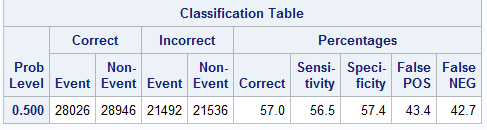 Classification Table
Correct Incorrect Percentages
Prob Level Event Non-Event Event Non-Event Correct Sensi-tivity Speci-ficity False POS False NEG
0.500 28026 28946 21492 21536 57.0 56.5 57.4 43.4 42.7